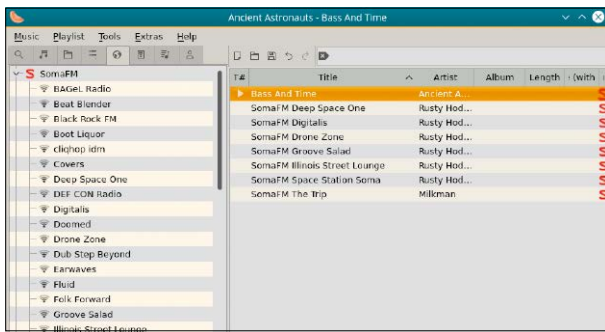 Ancient Astronauts - Bass And Time
Music Playlist Tools Extras Help
S SomaFM
BAGeL Radio
Beat Blender
Black Rock FM
Boot Liquor
cliqhop idm
Covers
Deep Space One
DEF CON Radio
Digitalis
Doomed
Drone Zone
Dub Step Beyond
Earwaves
Fluid
Folk Forward
Groove Salad
Illinois Street Lounge
T# Title Artist Album Length (with
Bass And Time Ancient A...
SomaFM Deep Space One Rusty Hod...
SomaFM Digitalis Rusty Hod...
SomaFM Drone Zone Rusty Hod...
SomaFM Groove Salad Rusty Hod...
SomaFM Illinois Street Lounge Rusty Hod...
SomaFM Space Station Soma Rusty Hod...
SomaFM The Trip Milkman